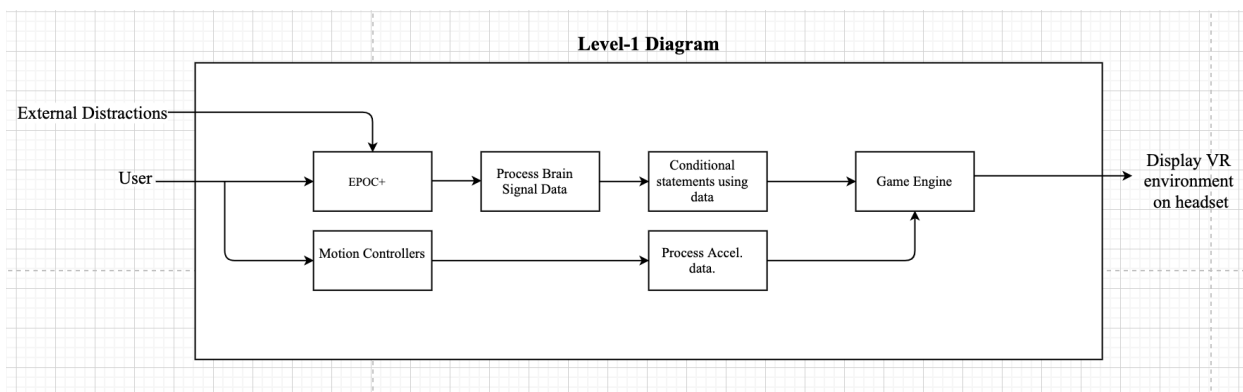 Level-1 Diagram
External Distractions
User
EPOC+
Process Brain
Signal Data
Conditional
statements using
data
Game Engine
Display VR
environment
on headset
Motion Controllers
Process Accel.
data.